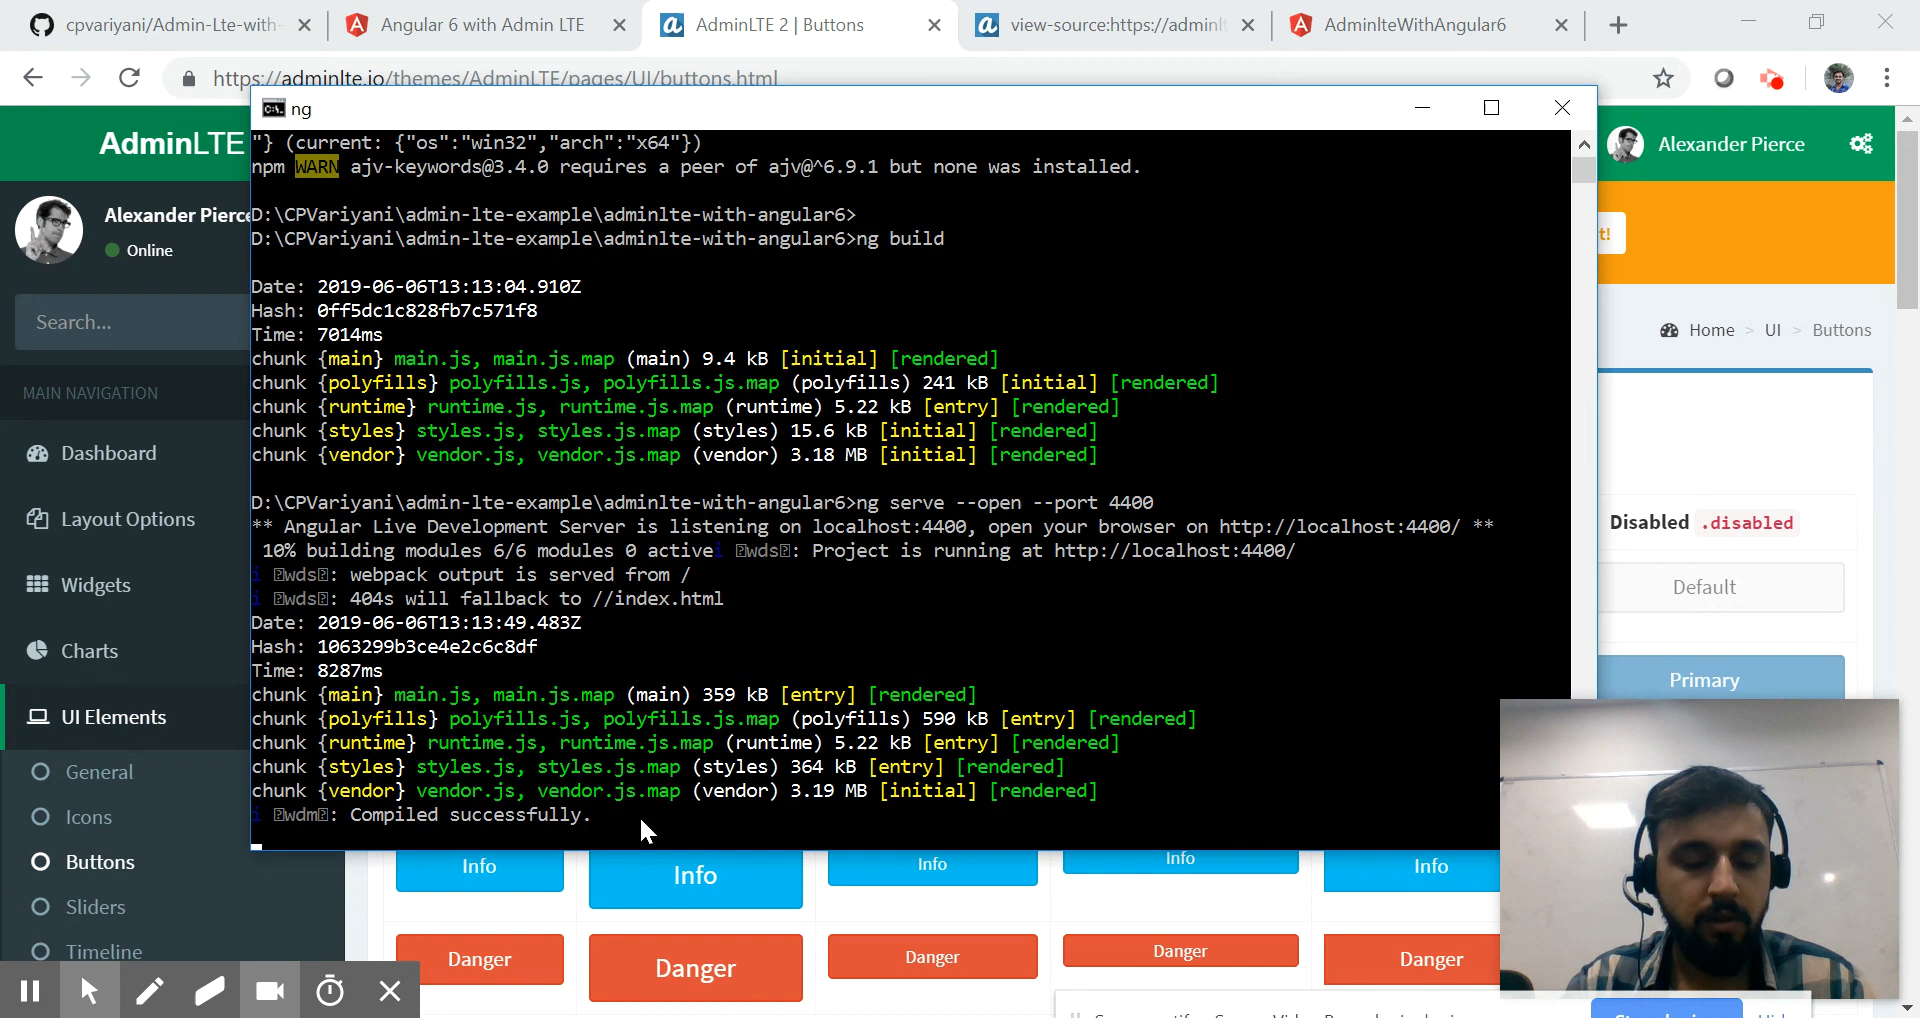 cpvariyani/Admin-Lte-with-
Angular 6 with Admin LTE
AdminLTE 2 | Buttons
view-source:https://adminlt
AdminlteWithAngular6
https://adminlte.io/themes/AdminLTE/pages/UI/buttons.html
ng
AdminLTE
Alexander Pierce
Alexander Pierce
Online
t!
Search...
Home > UI > Buttons
MAIN NAVIGATION
Dashboard
Layout Options
Widgets
Charts
UI Elements
General
Icons
Buttons
Sliders
Timeline
"} (current: {"os":"win32","arch":"x64"})
npm WARN ajv-keywords@3.4.0 requires a peer of ajv@^6.9.1 but none was installed.
D:\CPVariyani\admin-lte-example\adminlte-with-angular6>
D:\CPVariyani\admin-lte-example\adminlte-with-angular6>ng build
Date: 2019-06-06T13:13:04.910Z
Hash: 0ff5dc1c828fb7c571f8
Time: 7014ms
chunk {main} main.js, main.js.map (main) 9.4 kB [initial] [rendered]
chunk {polyfills} polyfills.js, polyfills.js.map (polyfills) 241 kB [initial] [rendered]
chunk {runtime} runtime.js, runtime.js.map (runtime) 5.22 kB [entry] [rendered]
chunk {styles} styles.js, styles.js.map (styles) 15.6 kB [initial] [rendered]
chunk {vendor} vendor.js, vendor.js.map (vendor) 3.18 MB [initial] [rendered]
D:\CPVariyani\admin-lte-example\adminlte-with-angular6>ng serve --open --port 4400
** Angular Live Development Server is listening on localhost:4400, open your browser on http://localhost:4400/ **
10% building modules 6/6 modules 0 activei ⍰wds⍰: Project is running at http://localhost:4400/
i ⍰wds⍰: webpack output is served from /
i ⍰wds⍰: 404s will fallback to //index.html
Date: 2019-06-06T13:13:49.483Z
Hash: 1063299b3ce4e2c6c8df
Time: 8287ms
chunk {main} main.js, main.js.map (main) 359 kB [entry] [rendered]
chunk {polyfills} polyfills.js, polyfills.js.map (polyfills) 590 kB [entry] [rendered]
chunk {runtime} runtime.js, runtime.js.map (runtime) 5.22 kB [entry] [rendered]
chunk {styles} styles.js, styles.js.map (styles) 364 kB [entry] [rendered]
chunk {vendor} vendor.js, vendor.js.map (vendor) 3.19 MB [initial] [rendered]
i ⍰wdm⍰: Compiled successfully.
Disabled .disabled
Default
Primary
Info Info Info Info Info
Danger Danger Danger Danger Danger